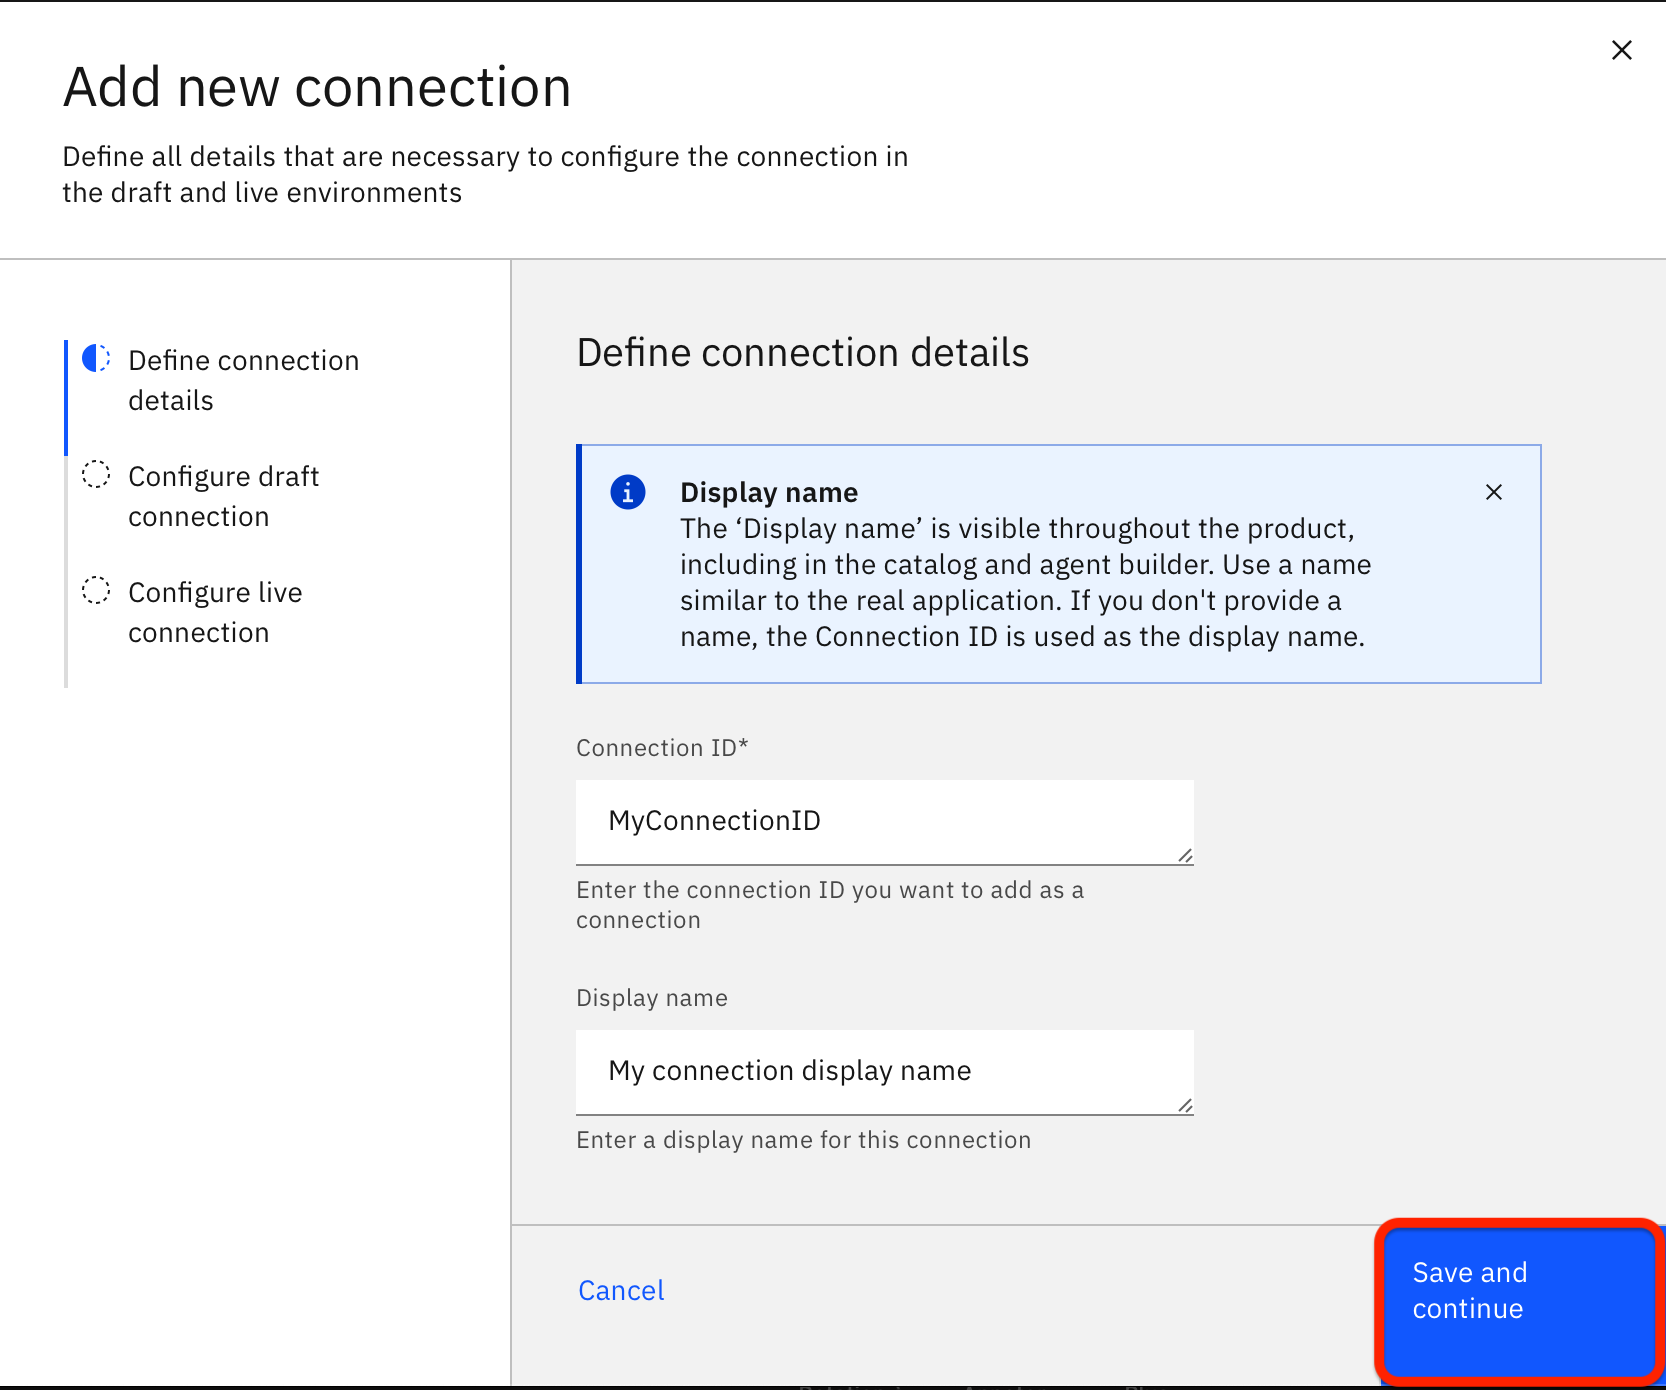 Add new connection
Define all details that are necessary to configure the connection in
the draft and live environments
Define connection
details
Configure draft
connection
Configure live
connection
Define connection details
Display name
The ‘Display name’ is visible throughout the product,
including in the catalog and agent builder. Use a name
similar to the real application. If you don't provide a
name, the Connection ID is used as the display name.
Connection ID*
MyConnectionID
Enter the connection ID you want to add as a
connection
Display name
My connection display name
Enter a display name for this connection
Cancel
Save and
continue